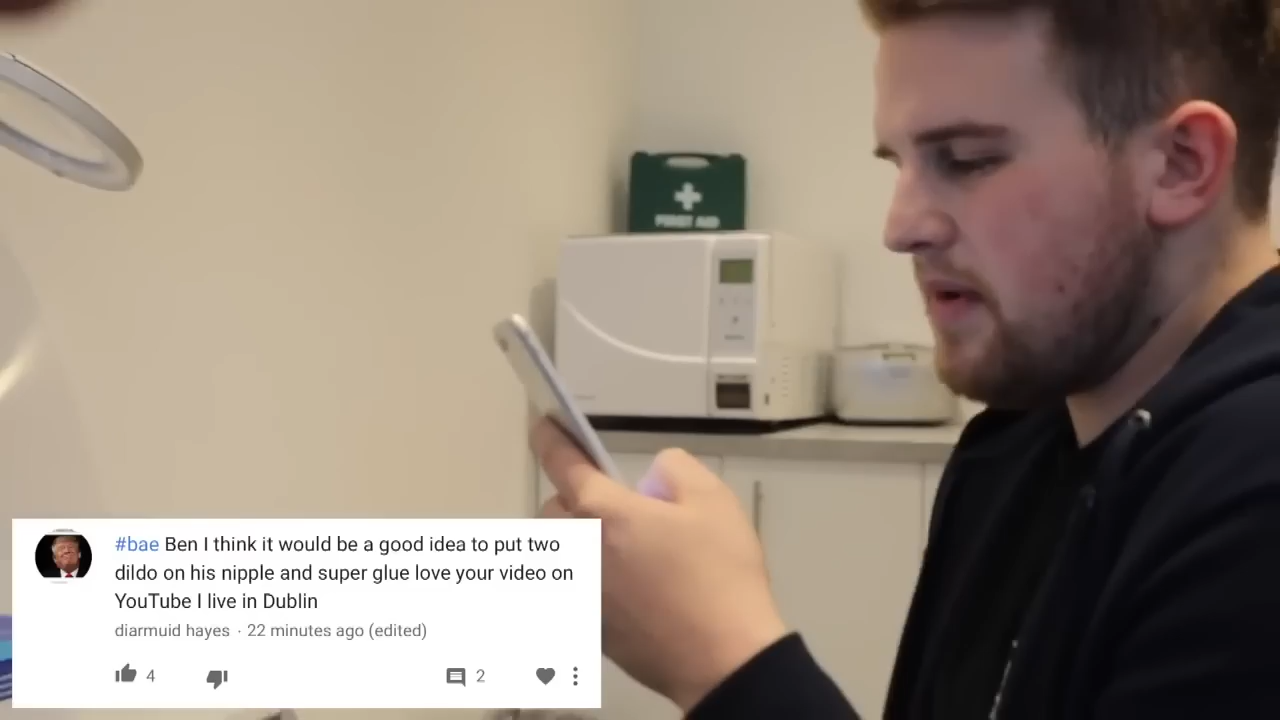 FIRST AID
#bae Ben I think it would be a good idea to put two
dildo on his nipple and super glue love your video on
YouTube I live in Dublin
diarmuid hayes · 22 minutes ago (edited)
4
2